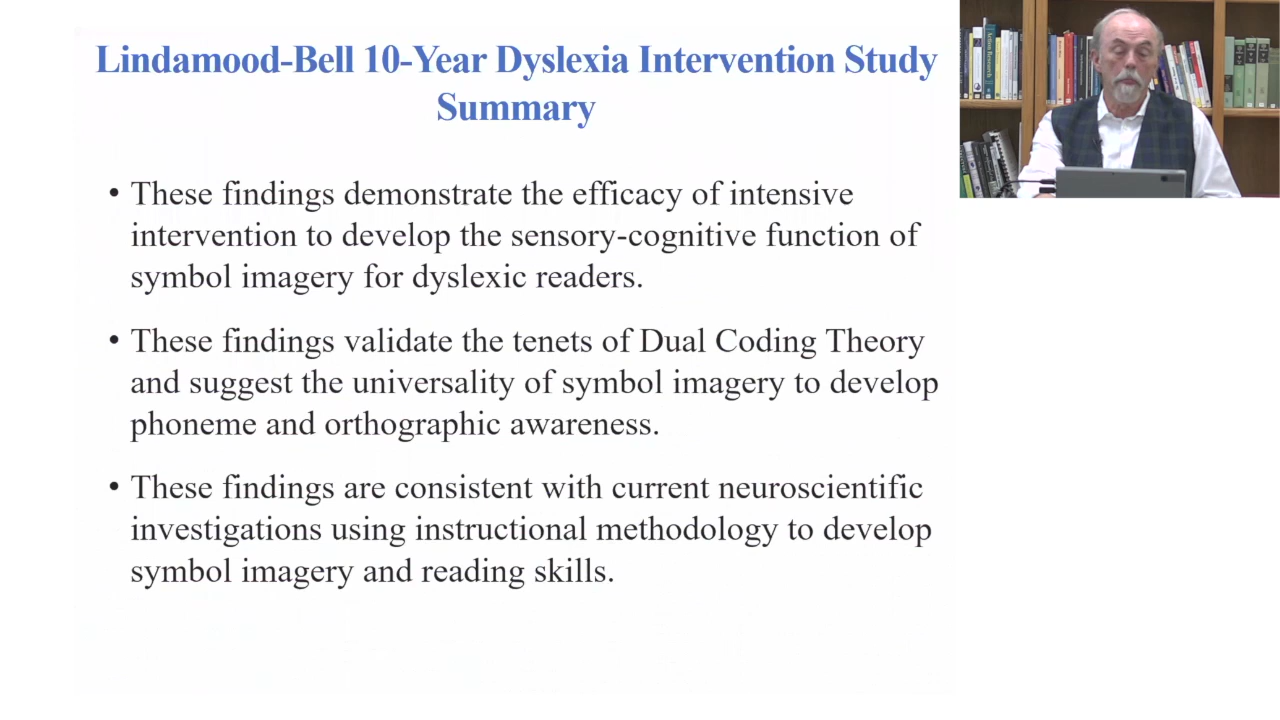 Lindamood-Bell 10-Year Dyslexia Intervention Study
Summary
• These findings demonstrate the efficacy of intensive
intervention to develop the sensory-cognitive function of
symbol imagery for dyslexic readers.
• These findings validate the tenets of Dual Coding Theory
and suggest the universality of symbol imagery to develop
phoneme and orthographic awareness.
• These findings are consistent with current neuroscientific
investigations using instructional methodology to develop
symbol imagery and reading skills.